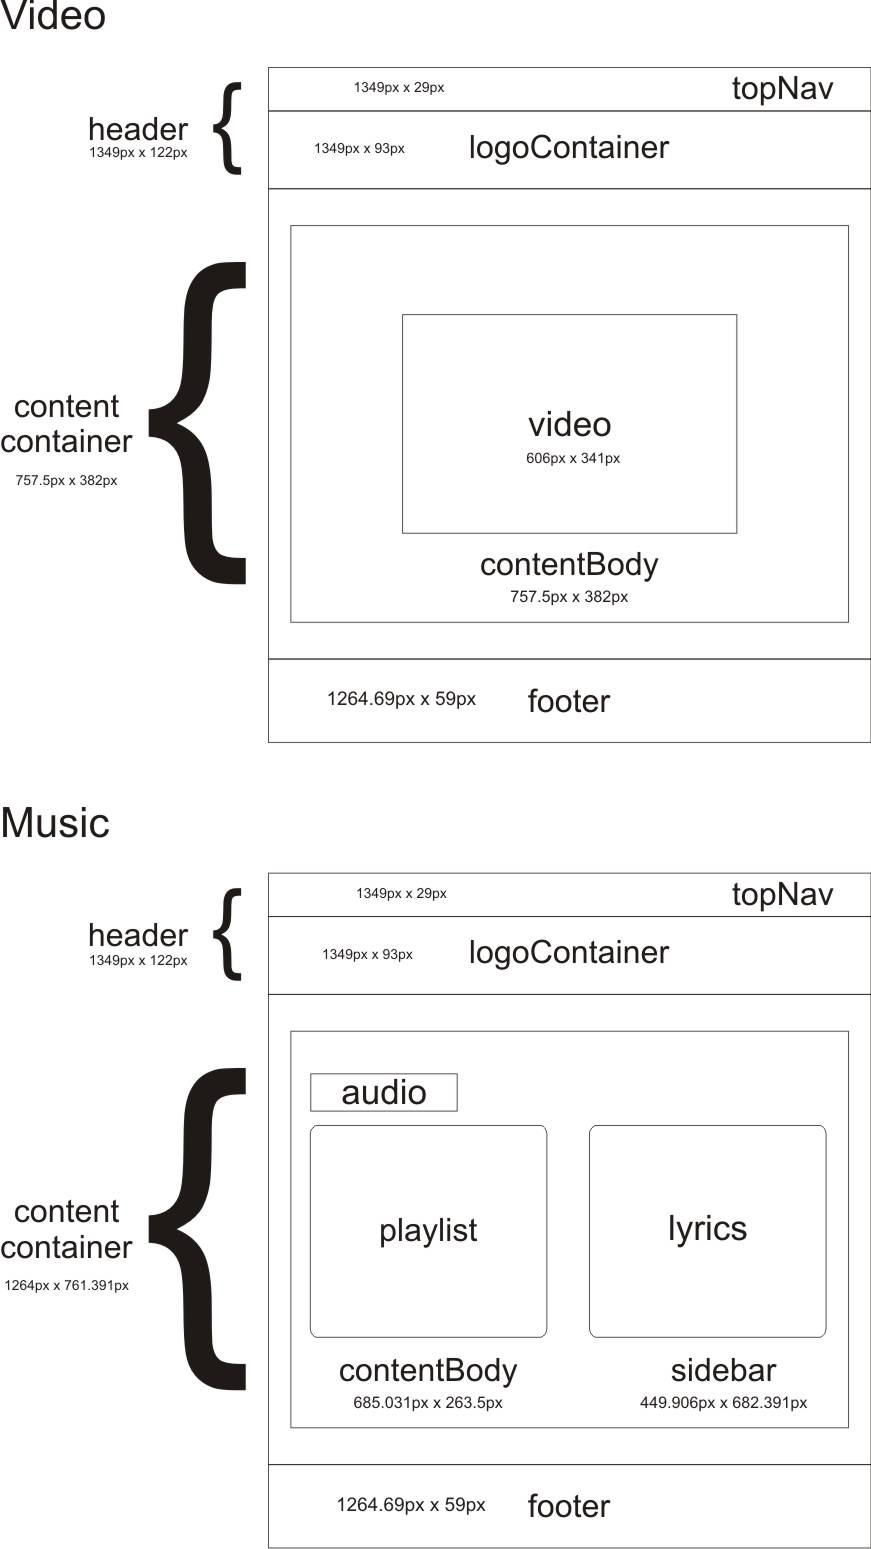 Video
1349px x 29px
topNav
header
1349px x 122px
1349px x 93px
logoContainer
content
container
757.5px x 382px
video
606px x 341px
contentBody
757.5px x 382px
1264.69px x 59px
footer
Music
1349px x 29px
topNav
header
1349px x 122px
1349px x 93px
logoContainer
content
container
1264px x 761.391px
audio
playlist
lyrics
contentBody
685.031px x 263.5px
sidebar
449.906px x 682.391px
1264.69px x 59px
footer